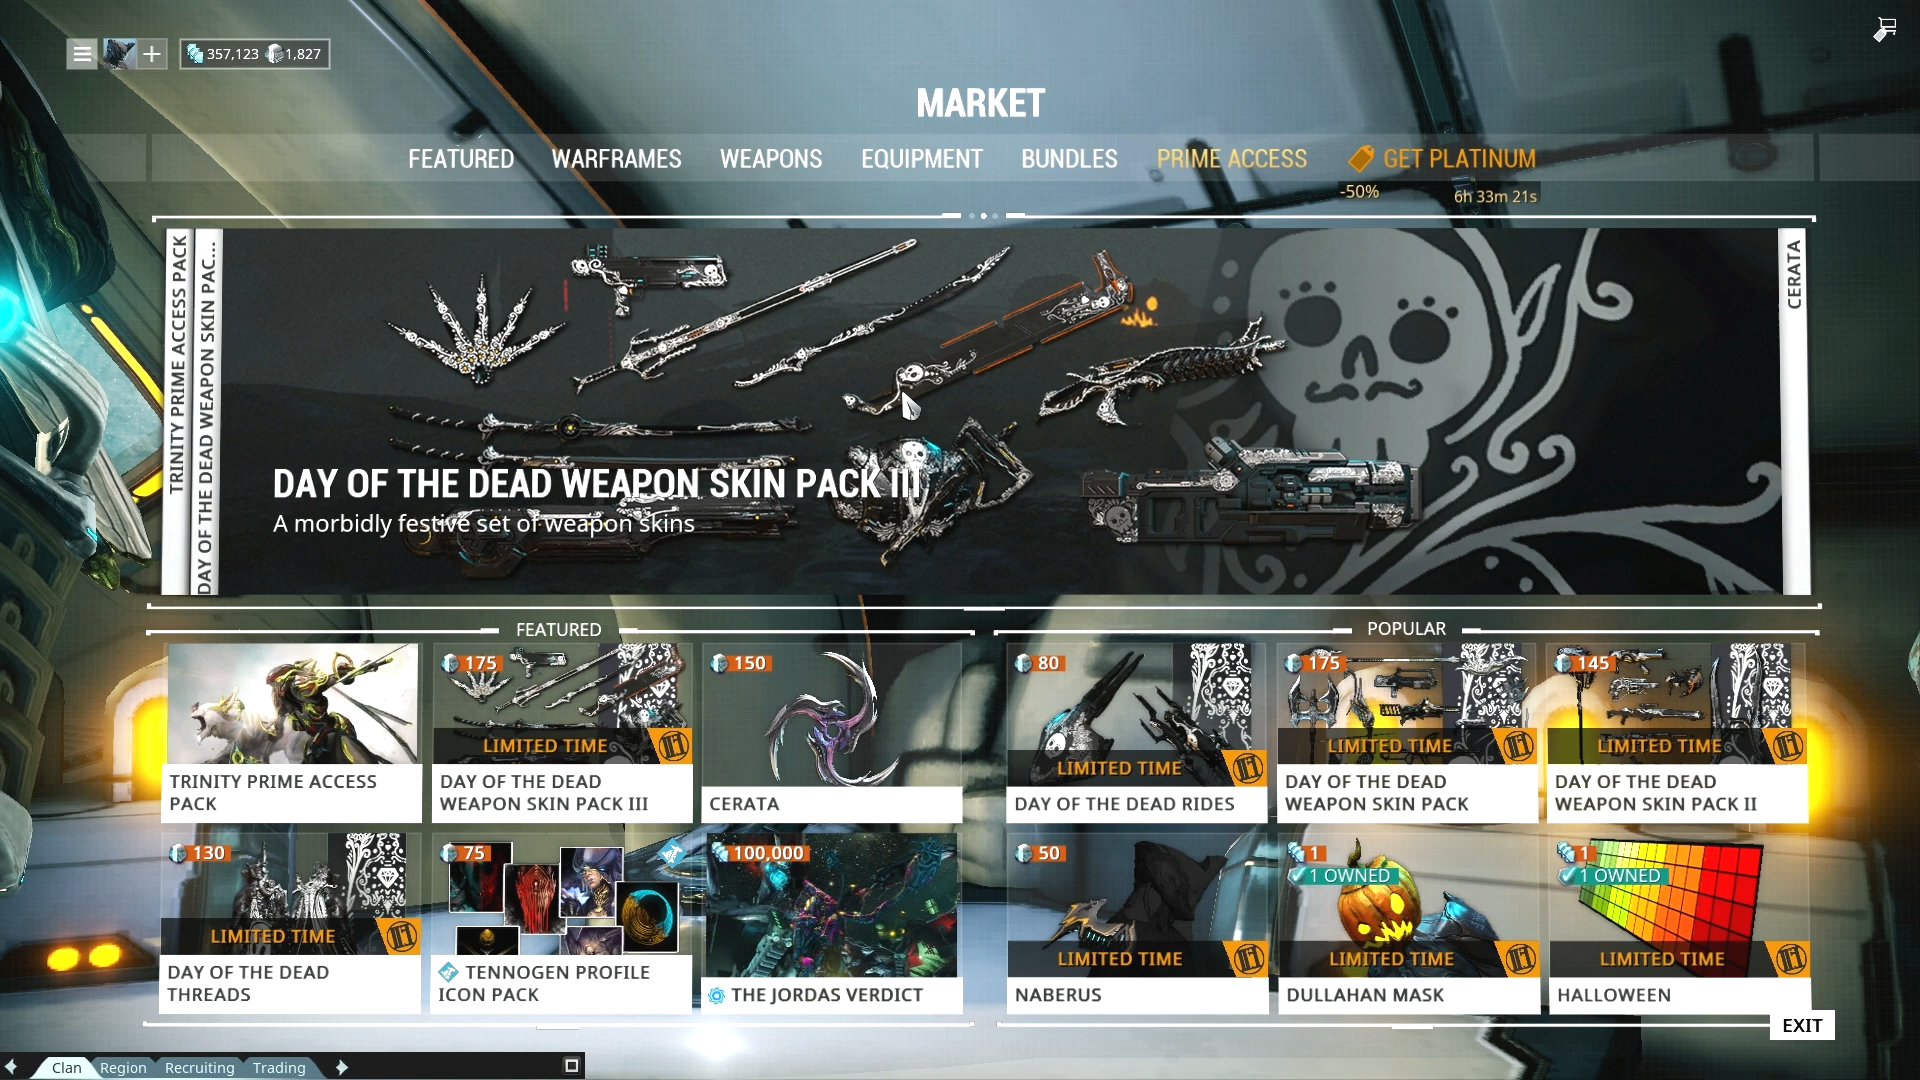 357,123 1,827
MARKET
FEATURED WARFRAMES WEAPONS EQUIPMENT BUNDLES PRIME ACCESS GET PLATINUM
-50% 6h 33m 21s
TRINITY PRIME ACCESS PACK
DAY OF THE DEAD WEAPON SKIN PAC...
DAY OF THE DEAD WEAPON SKIN PACK III
A morbidly festive set of weapon skins
CERATA
FEATURED
TRINITY PRIME ACCESS
PACK
175
LIMITED TIME
DAY OF THE DEAD
WEAPON SKIN PACK III
150
CERATA
130
LIMITED TIME
DAY OF THE DEAD
THREADS
75
TENNOGEN PROFILE
ICON PACK
100,000
THE JORDAS VERDICT
POPULAR
80
LIMITED TIME
DAY OF THE DEAD RIDES
175
LIMITED TIME
DAY OF THE DEAD
WEAPON SKIN PACK
145
LIMITED TIME
DAY OF THE DEAD
WEAPON SKIN PACK II
50
LIMITED TIME
NABERUS
1
1 OWNED
LIMITED TIME
DULLAHAN MASK
1
1 OWNED
LIMITED TIME
HALLOWEEN
EXIT
Clan Region Recruiting Trading